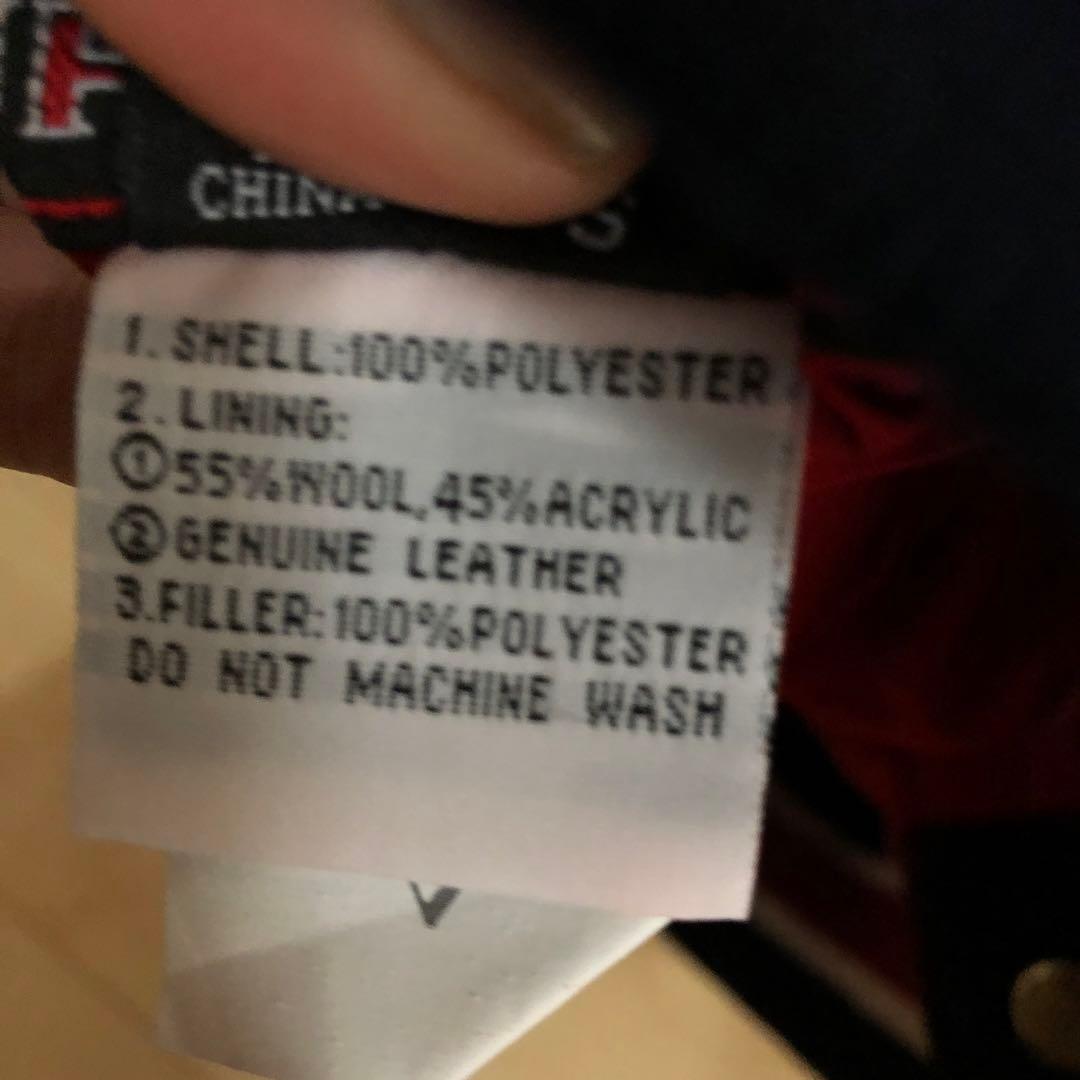 1. SHELL:100%POLYESTER
2. LINING:
①55%WOOL,45%ACRYLIC
②GENUINE LEATHER
3.FILLER:100%POLYESTER
DO NOT MACHINE WASH